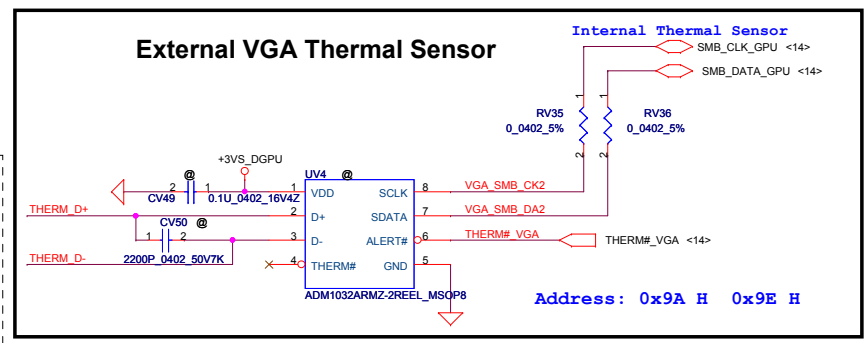 Internal Thermal Sensor
External VGA Thermal Sensor
SMB_CLK_GPU <14>
SMB_DATA_GPU <14>
1
1
RV35
0_0402_5%
RV36
0_0402_5%
2
2
+3VS_DGPU
@
UV4 @
2
1
CV49
0.1U_0402_16V4Z
1
VDD
SCLK
8
VGA_SMB_CK2
THERM_D+
2
D+
SDATA
7
VGA_SMB_DA2
CV50 @
1
2
3
D-
ALERT#
6
THERM#_VGA
THERM#_VGA <14>
THERM_D-
2200P_0402_50V7K
4
THERM#
GND
5
ADM1032ARMZ-2REEL_MSOP8
Address: 0x9A H 0x9E H